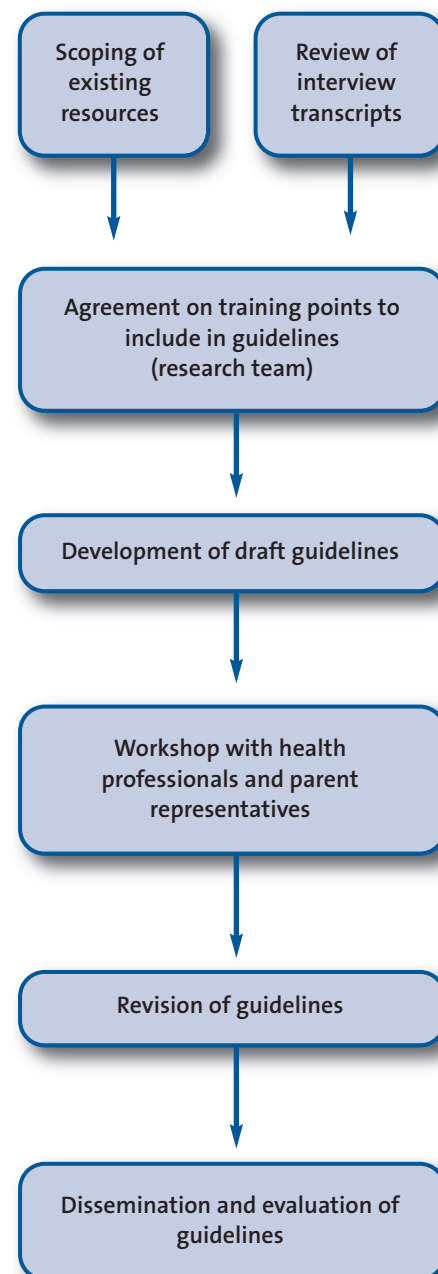 Scoping of
existing
resources
Review of
interview
transcripts
Agreement on training points to
include in guidelines
(research team)
Development of draft guidelines
Workshop with health
professionals and parent
representatives
Revision of guidelines
Dissemination and evaluation of
guidelines